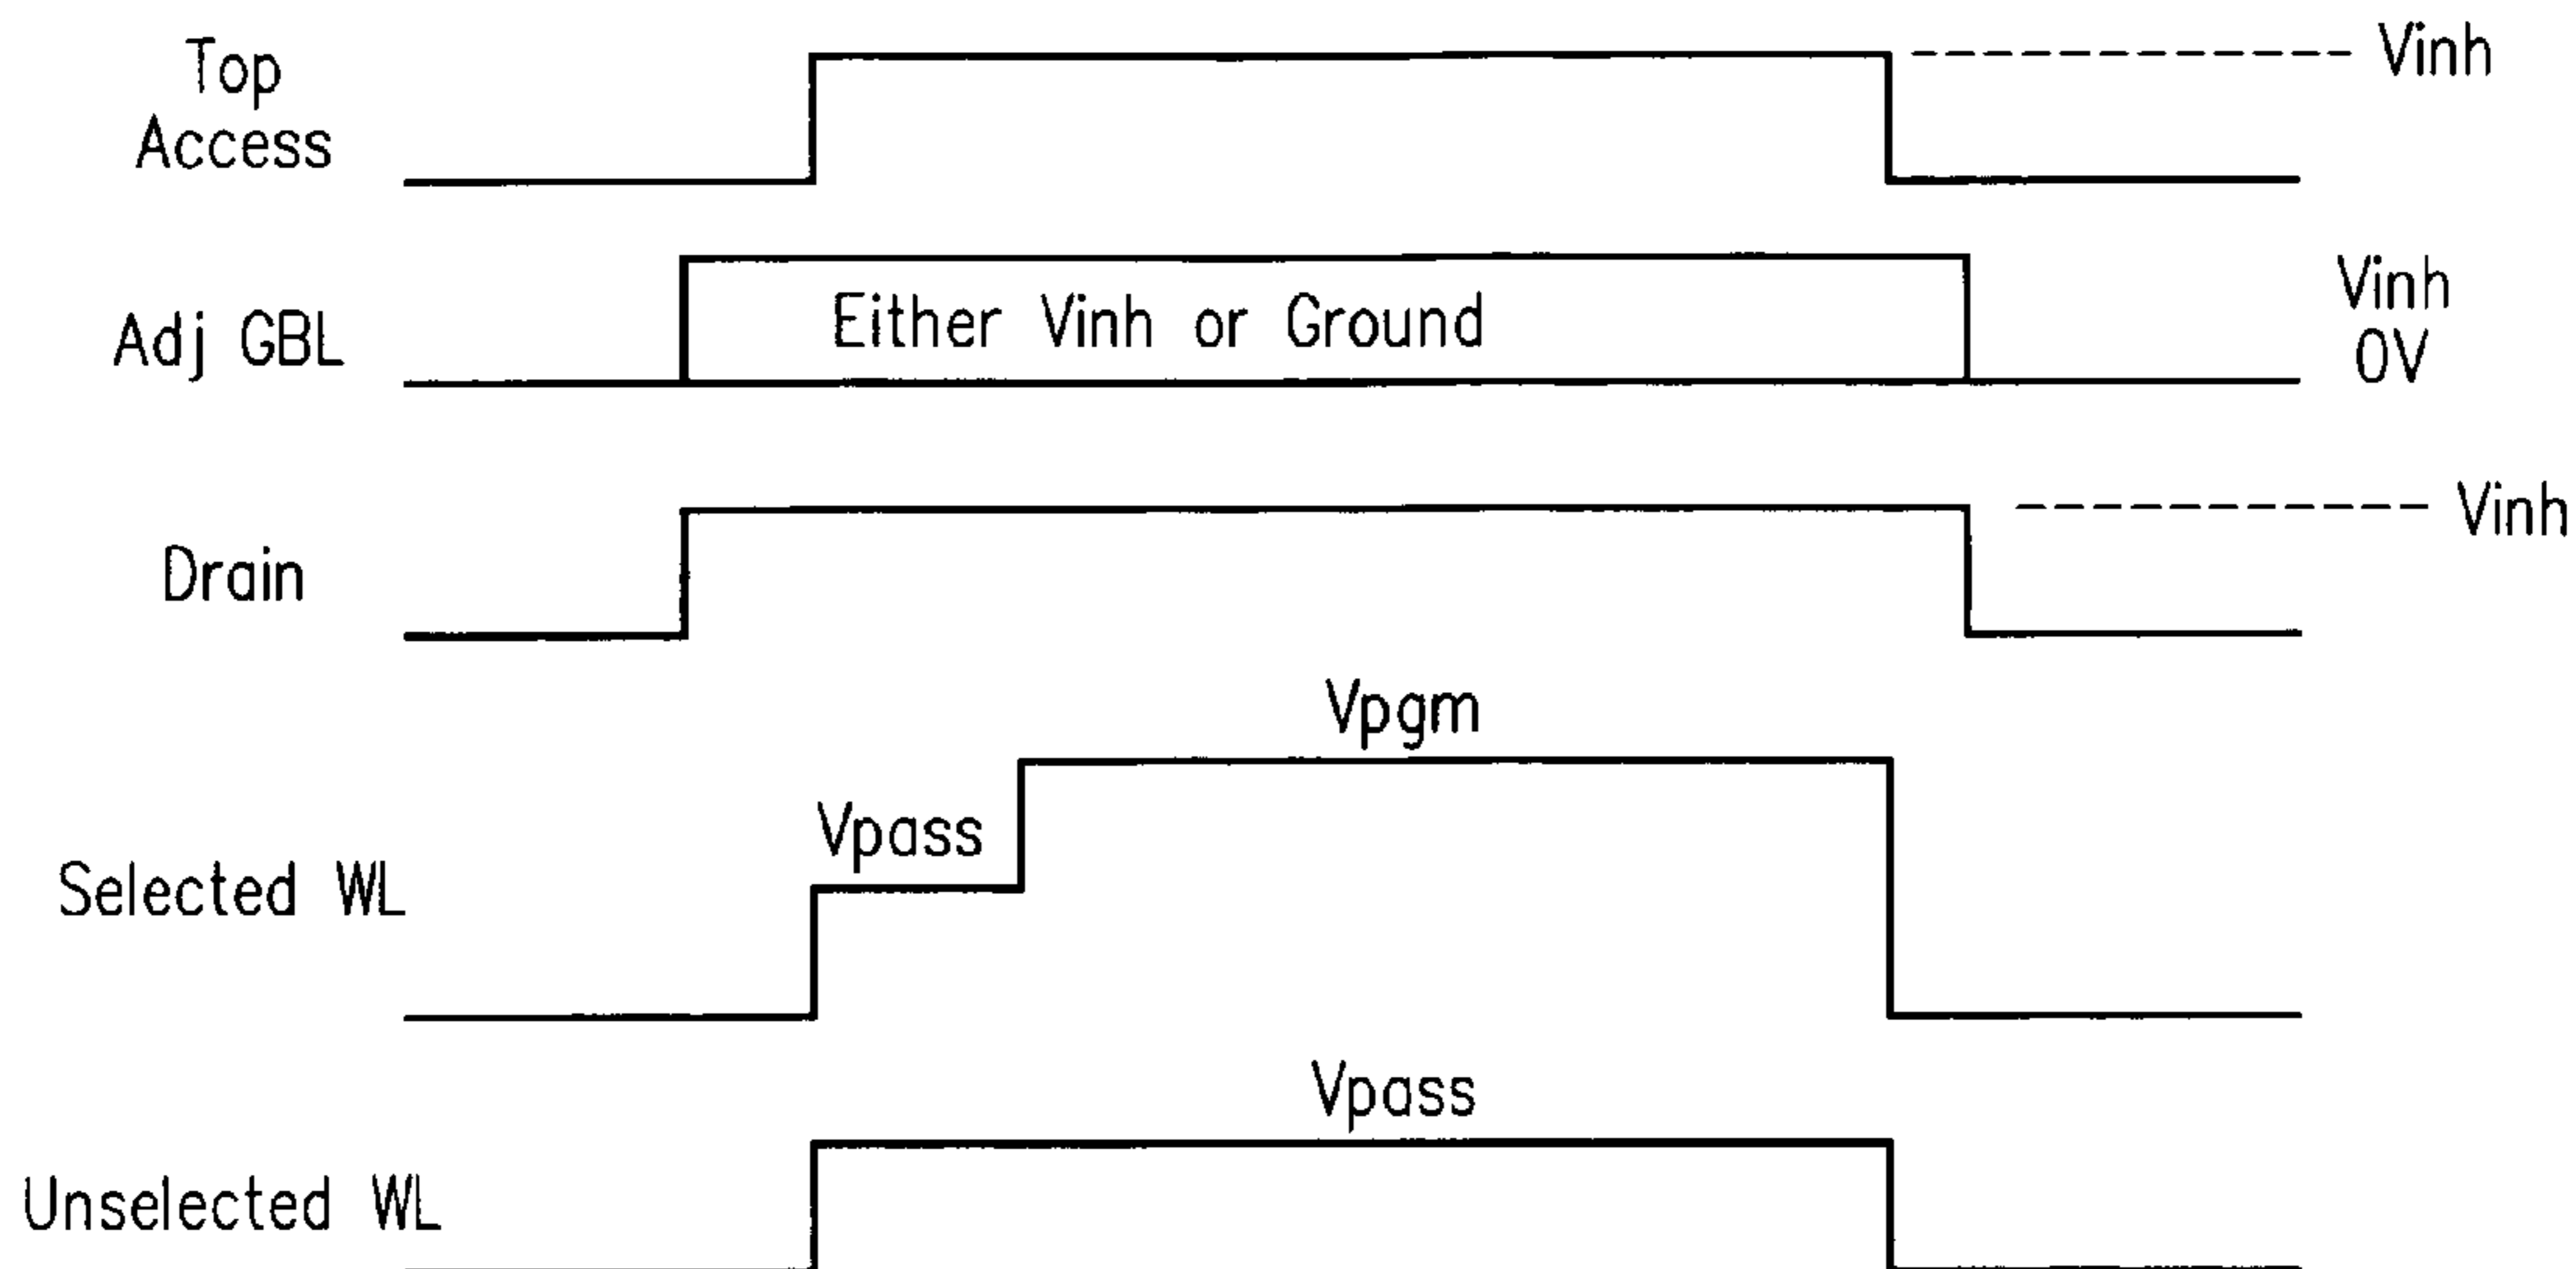 Top
Access
Vinh
Adj GBL
Either Vinh or Ground
Vinh
0V
Drain
Vinh
Vpgm
Vpass
Selected WL
Vpass
Unselected WL